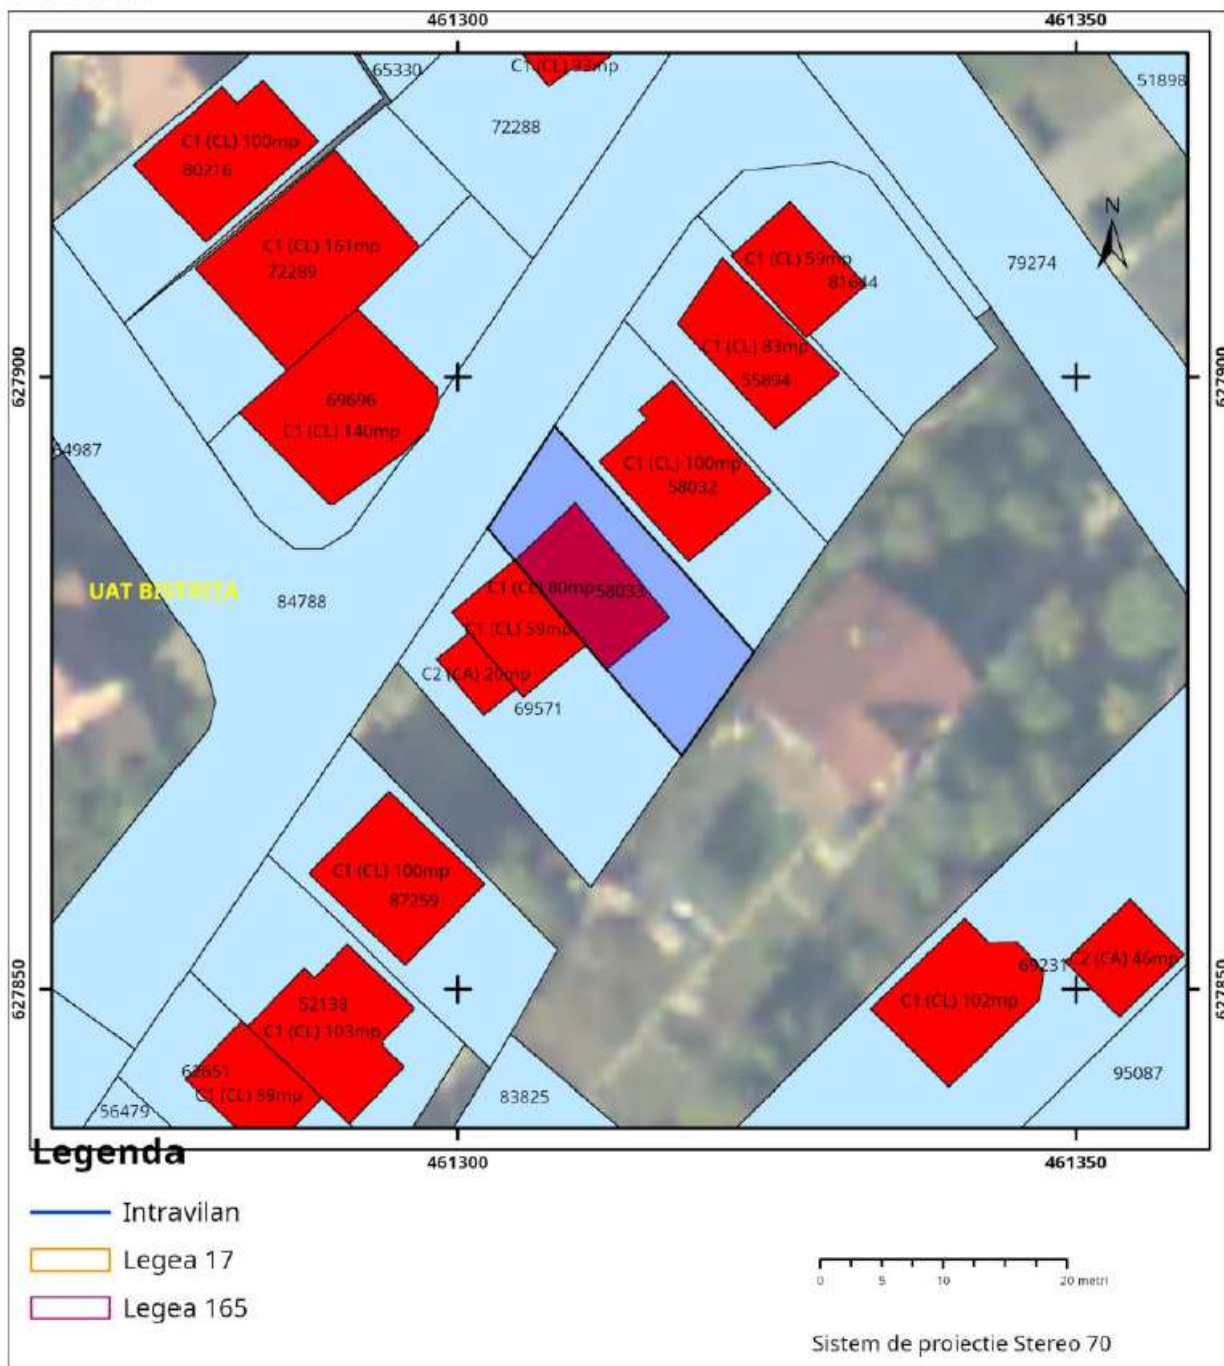 461300
461350
65330
C1 (CL) 93mp
51898
72288
C1 (CL) 100mp
80216
N
C1 (CL) 161mp
72289
C1 (CL) 59mp
81644
79274
C1 (CL) 83mp
55894
627900
627900
69696
C1 (CL) 140mp
64987
C1 (CL) 100mp
58032
UAT BISTRIȚA
84788
C1 (CL) 80mp
58033
C1 (CL) 59mp
C2 (CA) 20mp
69571
C1 (CL) 100mp
87259
627850
627850
69231
C2 (CA) 46mp
C1 (CL) 102mp
52138
C1 (CL) 103mp
62651
C1 (CL) 59mp
56479
83825
95087
461300
461350
Legenda
Intravilan
Legea 17
Legea 165
0 5 10 20 metri
Sistem de proiectie Stereo 70